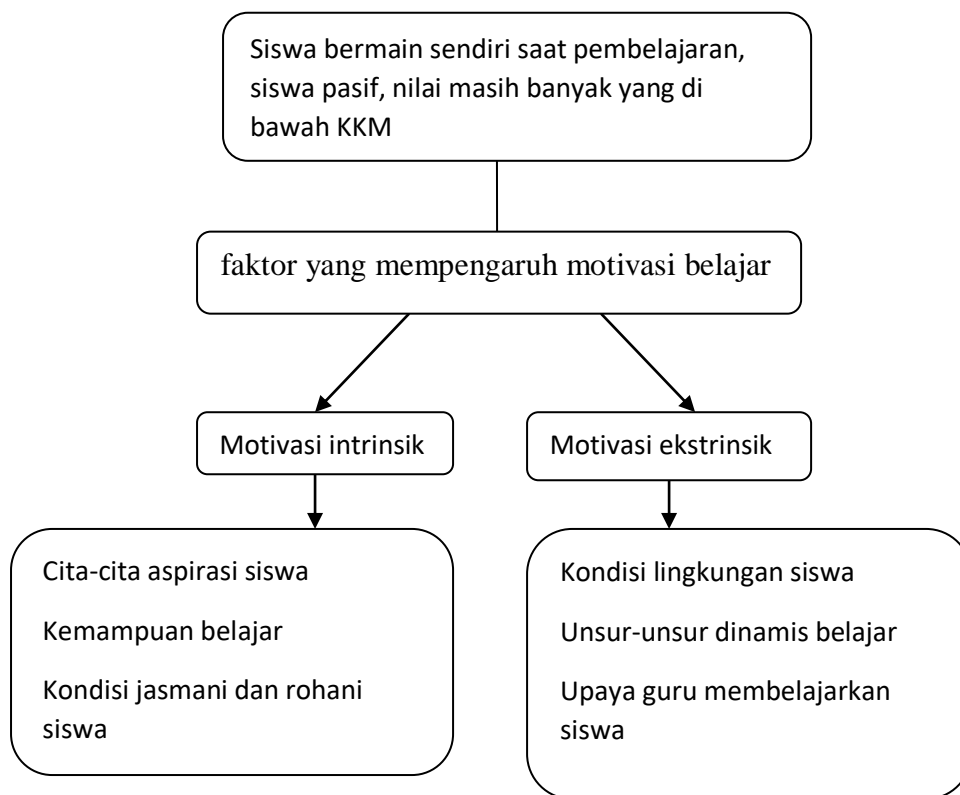 Siswa bermain sendiri saat pembelajaran,
siswa pasif, nilai masih banyak yang di
bawah KKM
faktor yang mempengaruh motivasi belajar
Motivasi intrinsik
Motivasi ekstrinsik
Cita-cita aspirasi siswa
Kemampuan belajar
Kondisi jasmani dan rohani
siswa
Kondisi lingkungan siswa
Unsur-unsur dinamis belajar
Upaya guru membelajarkan
siswa